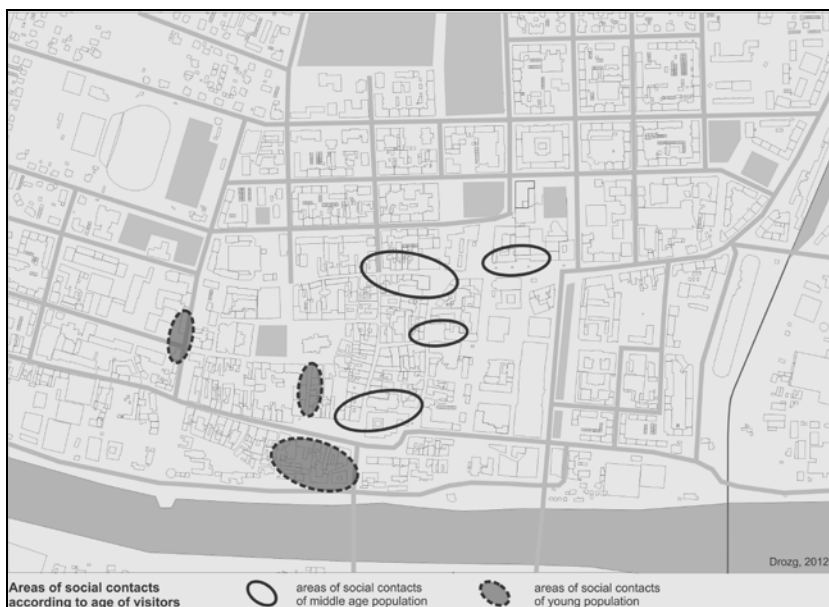 Drozg, 2012
Areas of social contacts
according to age of visitors
areas of social contacts
of middle age population
areas of social contacts
of young population